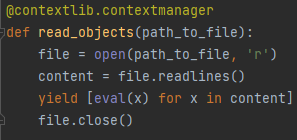 @contextlib.contextmanager
def read_objects(path_to_file):
    file = open(path_to_file, 'r')
    content = file.readlines()
    yield [eval(x) for x in content]
    file.close()